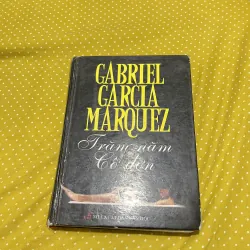 GABRIEL
GARCIA
MARQUEZ
Trăm năm
Cô đơn